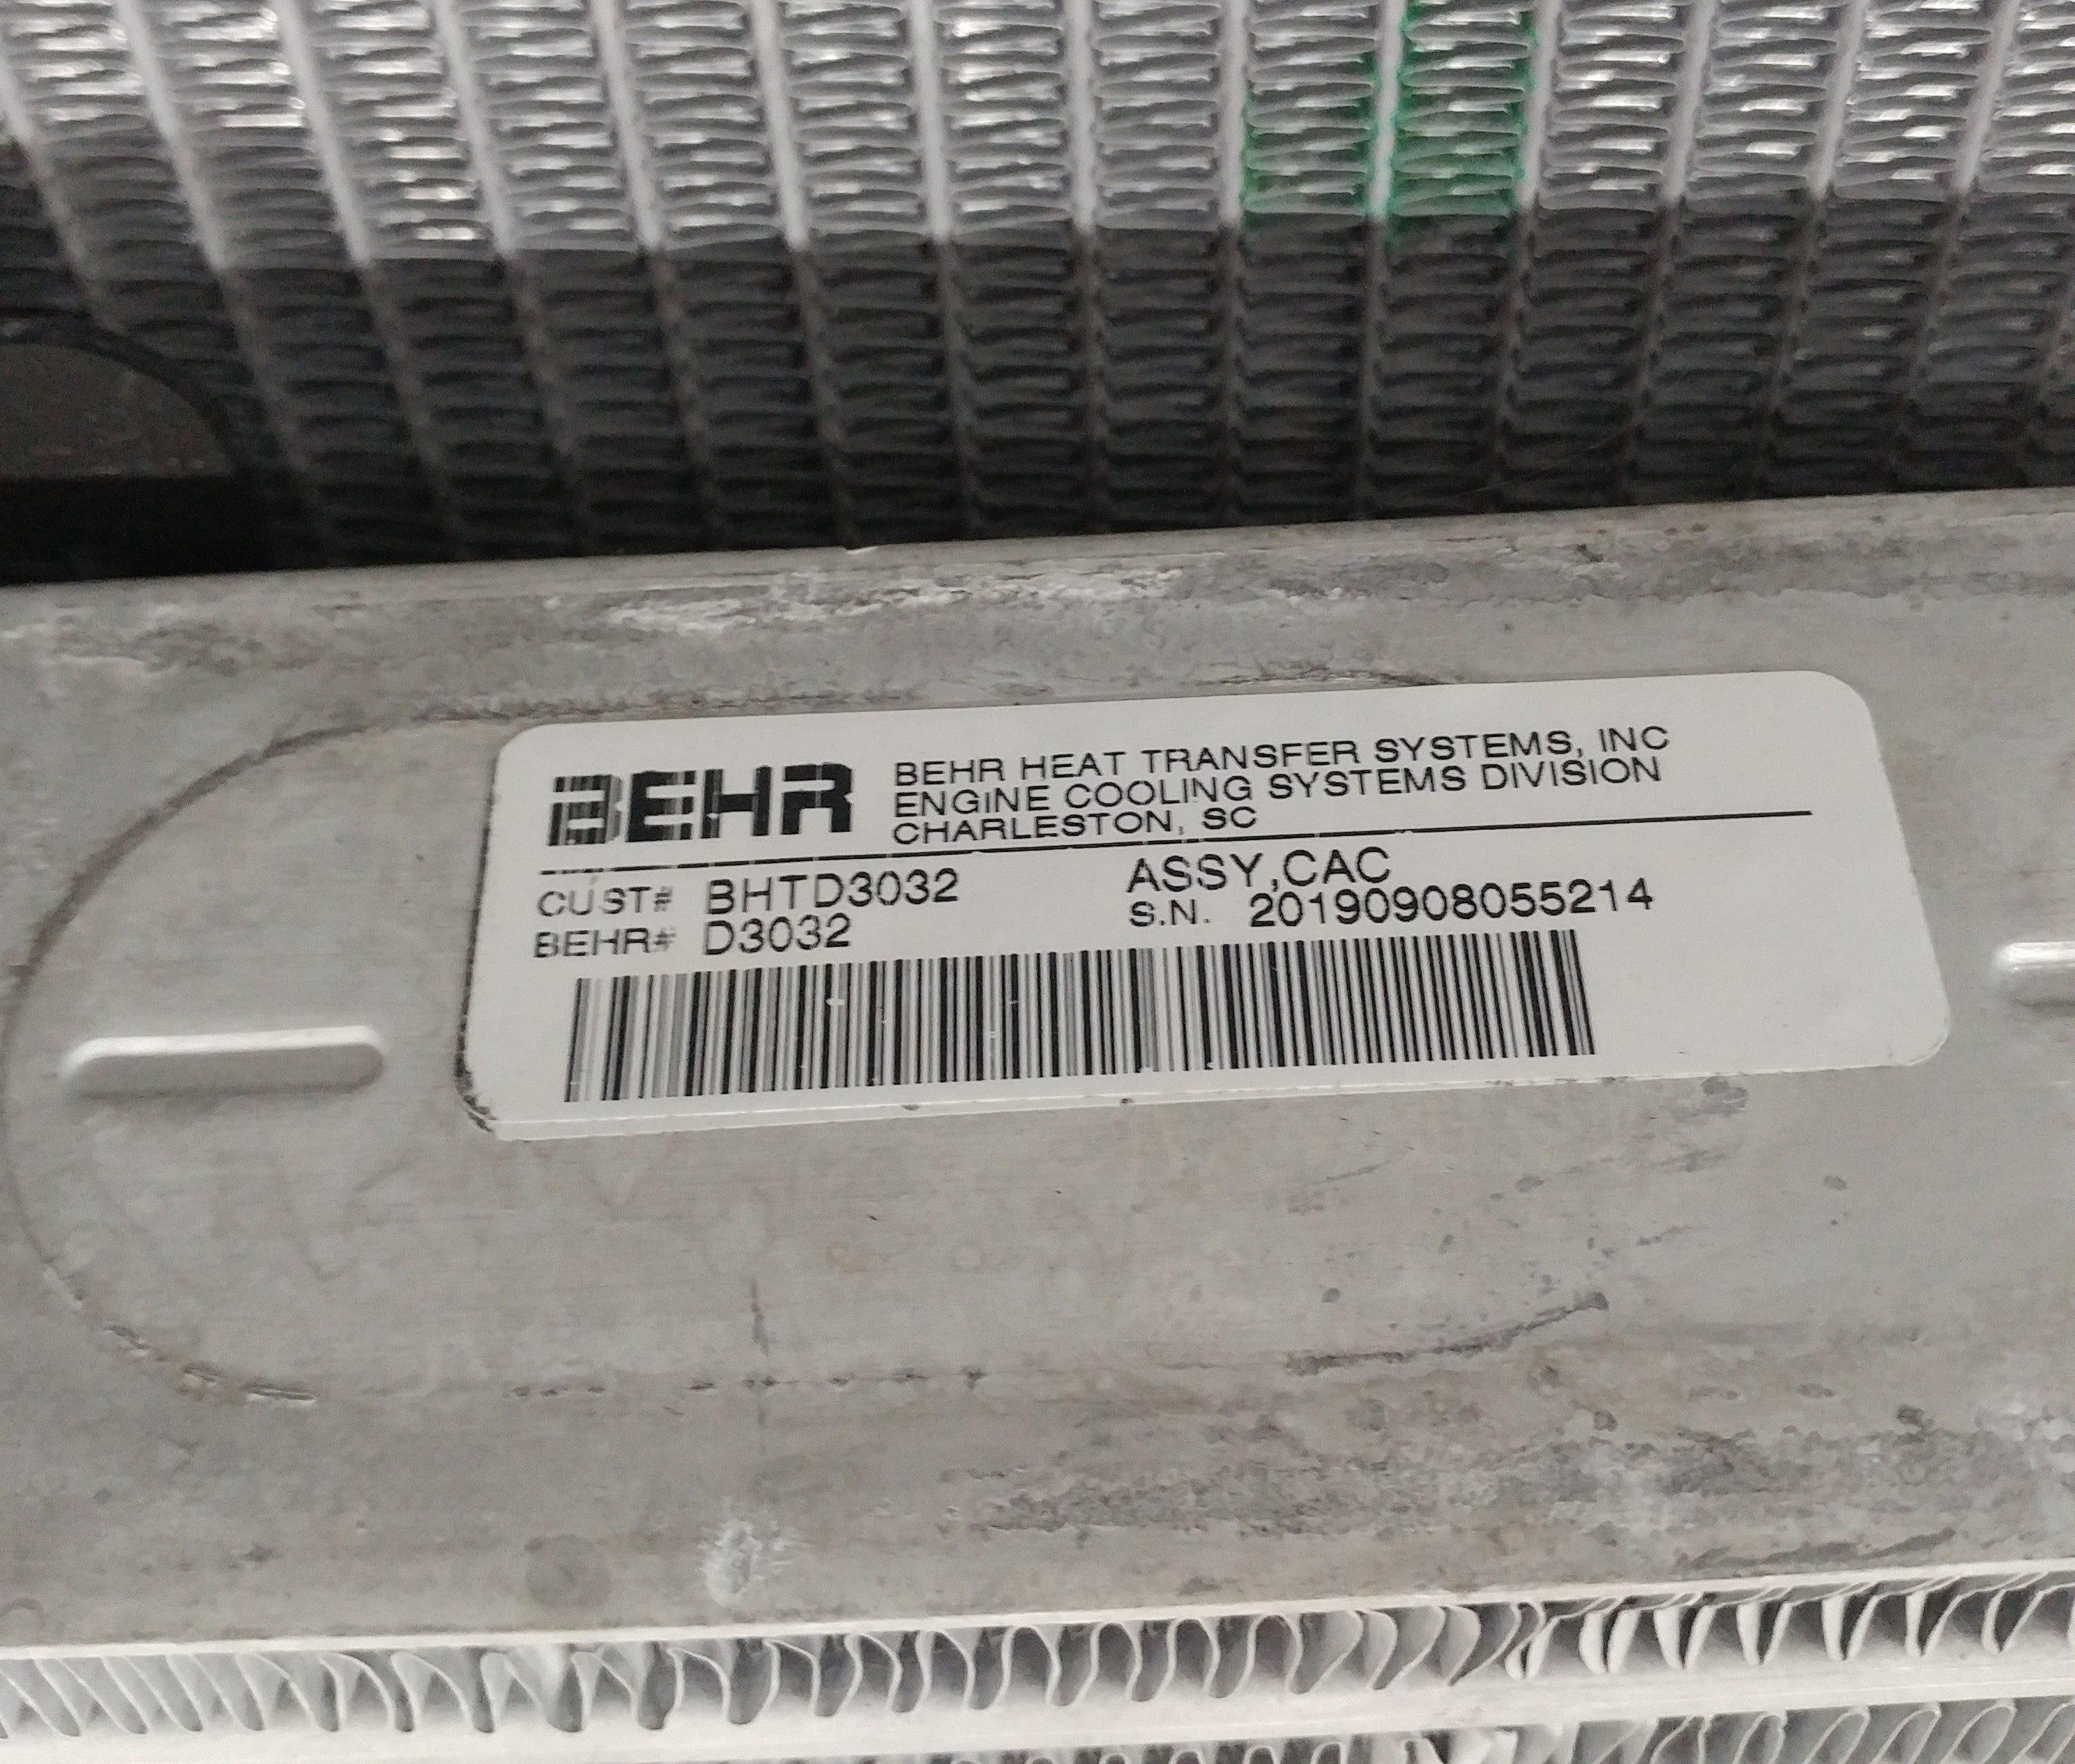 BEHR
BEHR HEAT TRANSFER SYSTEMS, INC
ENGINE COOLING SYSTEMS DIVISION
CHARLESTON, SC
CUST# BHTD3032
ASSY,CAC
BEHR# D3032
S.N. 20190908055214